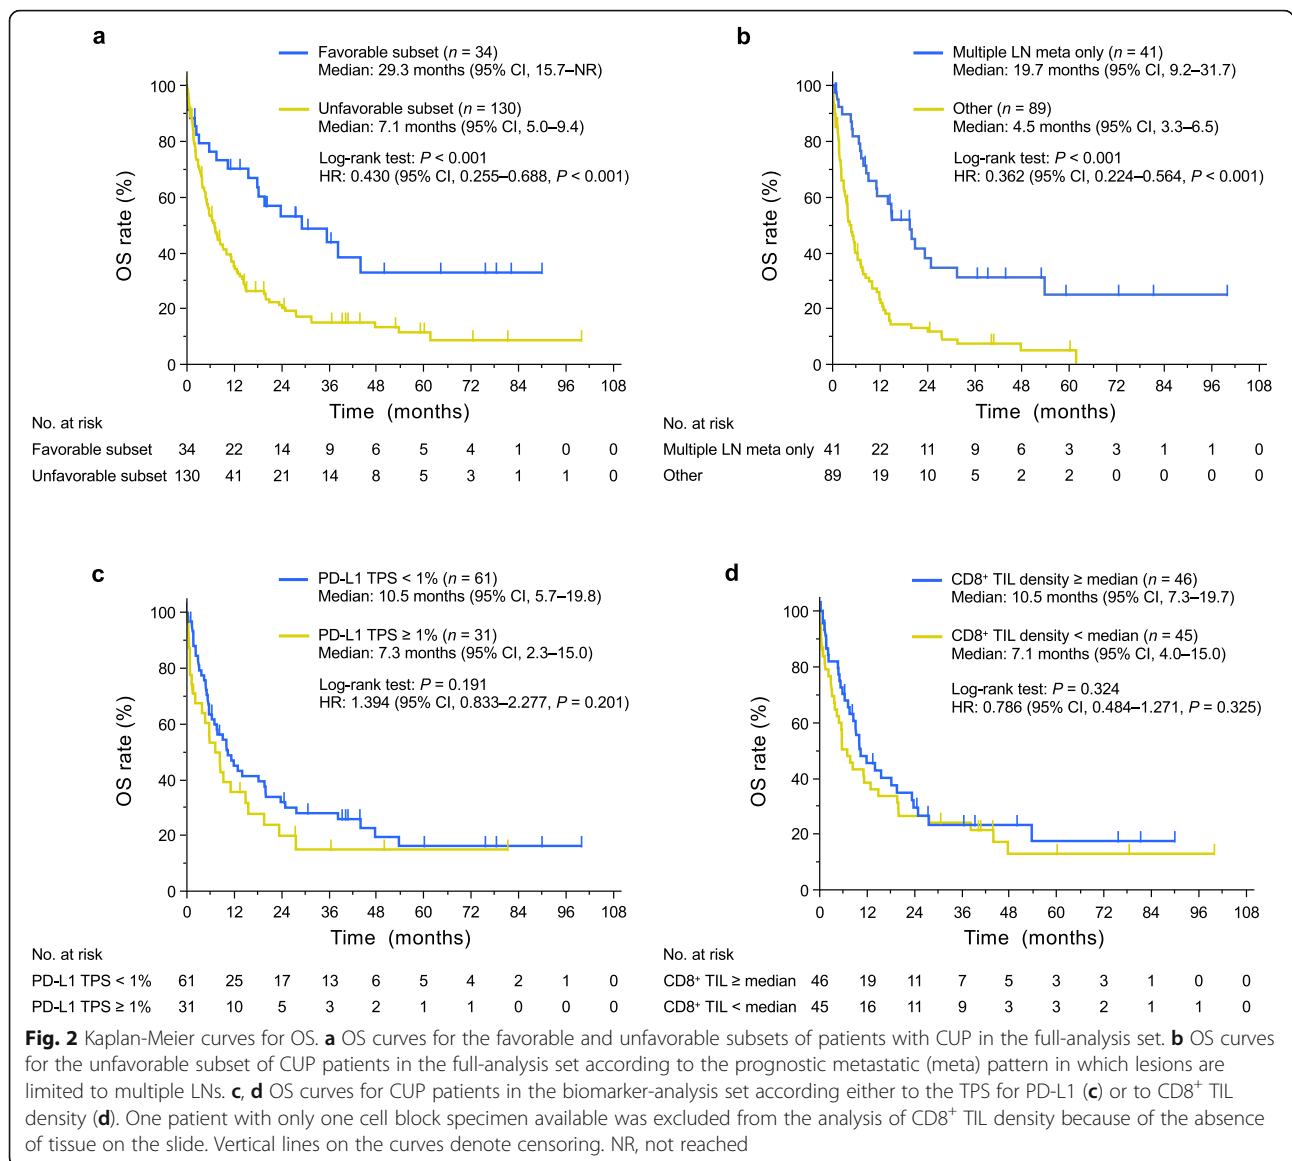 a
Favorable subset (n = 34)
Median: 29.3 months (95% CI, 15.7–NR)
Unfavorable subset (n = 130)
Median: 7.1 months (95% CI, 5.0–9.4)
Log-rank test: P < 0.001
HR: 0.430 (95% CI, 0.255–0.688, P < 0.001)
OS rate (%)
100
80
60
40
20
0
0 12 24 36 48 60 72 84 96 108
Time (months)
No. at risk
Favorable subset 34 22 14 9 6 5 4 1 0 0
Unfavorable subset 130 41 21 14 8 5 3 1 1 0
b
Multiple LN meta only (n = 41)
Median: 19.7 months (95% CI, 9.2–31.7)
Other (n = 89)
Median: 4.5 months (95% CI, 3.3–6.5)
Log-rank test: P < 0.001
HR: 0.362 (95% CI, 0.224–0.564, P < 0.001)
OS rate (%)
100
80
60
40
20
0
0 12 24 36 48 60 72 84 96 108
Time (months)
No. at risk
Multiple LN meta only 41 22 11 9 6 3 3 1 1 0
Other 89 19 10 5 2 2 0 0 0 0
c
PD-L1 TPS < 1% (n = 61)
Median: 10.5 months (95% CI, 5.7–19.8)
PD-L1 TPS ≥ 1% (n = 31)
Median: 7.3 months (95% CI, 2.3–15.0)
Log-rank test: P = 0.191
HR: 1.394 (95% CI, 0.833–2.277, P = 0.201)
OS rate (%)
100
80
60
40
20
0
0 12 24 36 48 60 72 84 96 108
Time (months)
No. at risk
PD-L1 TPS < 1% 61 25 17 13 6 5 4 2 1 0
PD-L1 TPS ≥ 1% 31 10 5 3 2 1 1 0 0 0
d
CD8⁺ TIL density ≥ median (n = 46)
Median: 10.5 months (95% CI, 7.3–19.7)
CD8⁺ TIL density < median (n = 45)
Median: 7.1 months (95% CI, 4.0–15.0)
Log-rank test: P = 0.324
HR: 0.786 (95% CI, 0.484–1.271, P = 0.325)
OS rate (%)
100
80
60
40
20
0
0 12 24 36 48 60 72 84 96 108
Time (months)
No. at risk
CD8⁺ TIL ≥ median 46 19 11 7 5 3 3 1 0 0
CD8⁺ TIL < median 45 16 11 9 3 3 2 1 1 0
Fig. 2 Kaplan-Meier curves for OS. a OS curves for the favorable and unfavorable subsets of patients with CUP in the full-analysis set. b OS curves
for the unfavorable subset of CUP patients in the full-analysis set according to the prognostic metastatic (meta) pattern in which lesions are
limited to multiple LNs. c, d OS curves for CUP patients in the biomarker-analysis set according either to the TPS for PD-L1 (c) or to CD8⁺ TIL
density (d). One patient with only one cell block specimen available was excluded from the analysis of CD8⁺ TIL density because of the absence
of tissue on the slide. Vertical lines on the curves denote censoring. NR, not reached